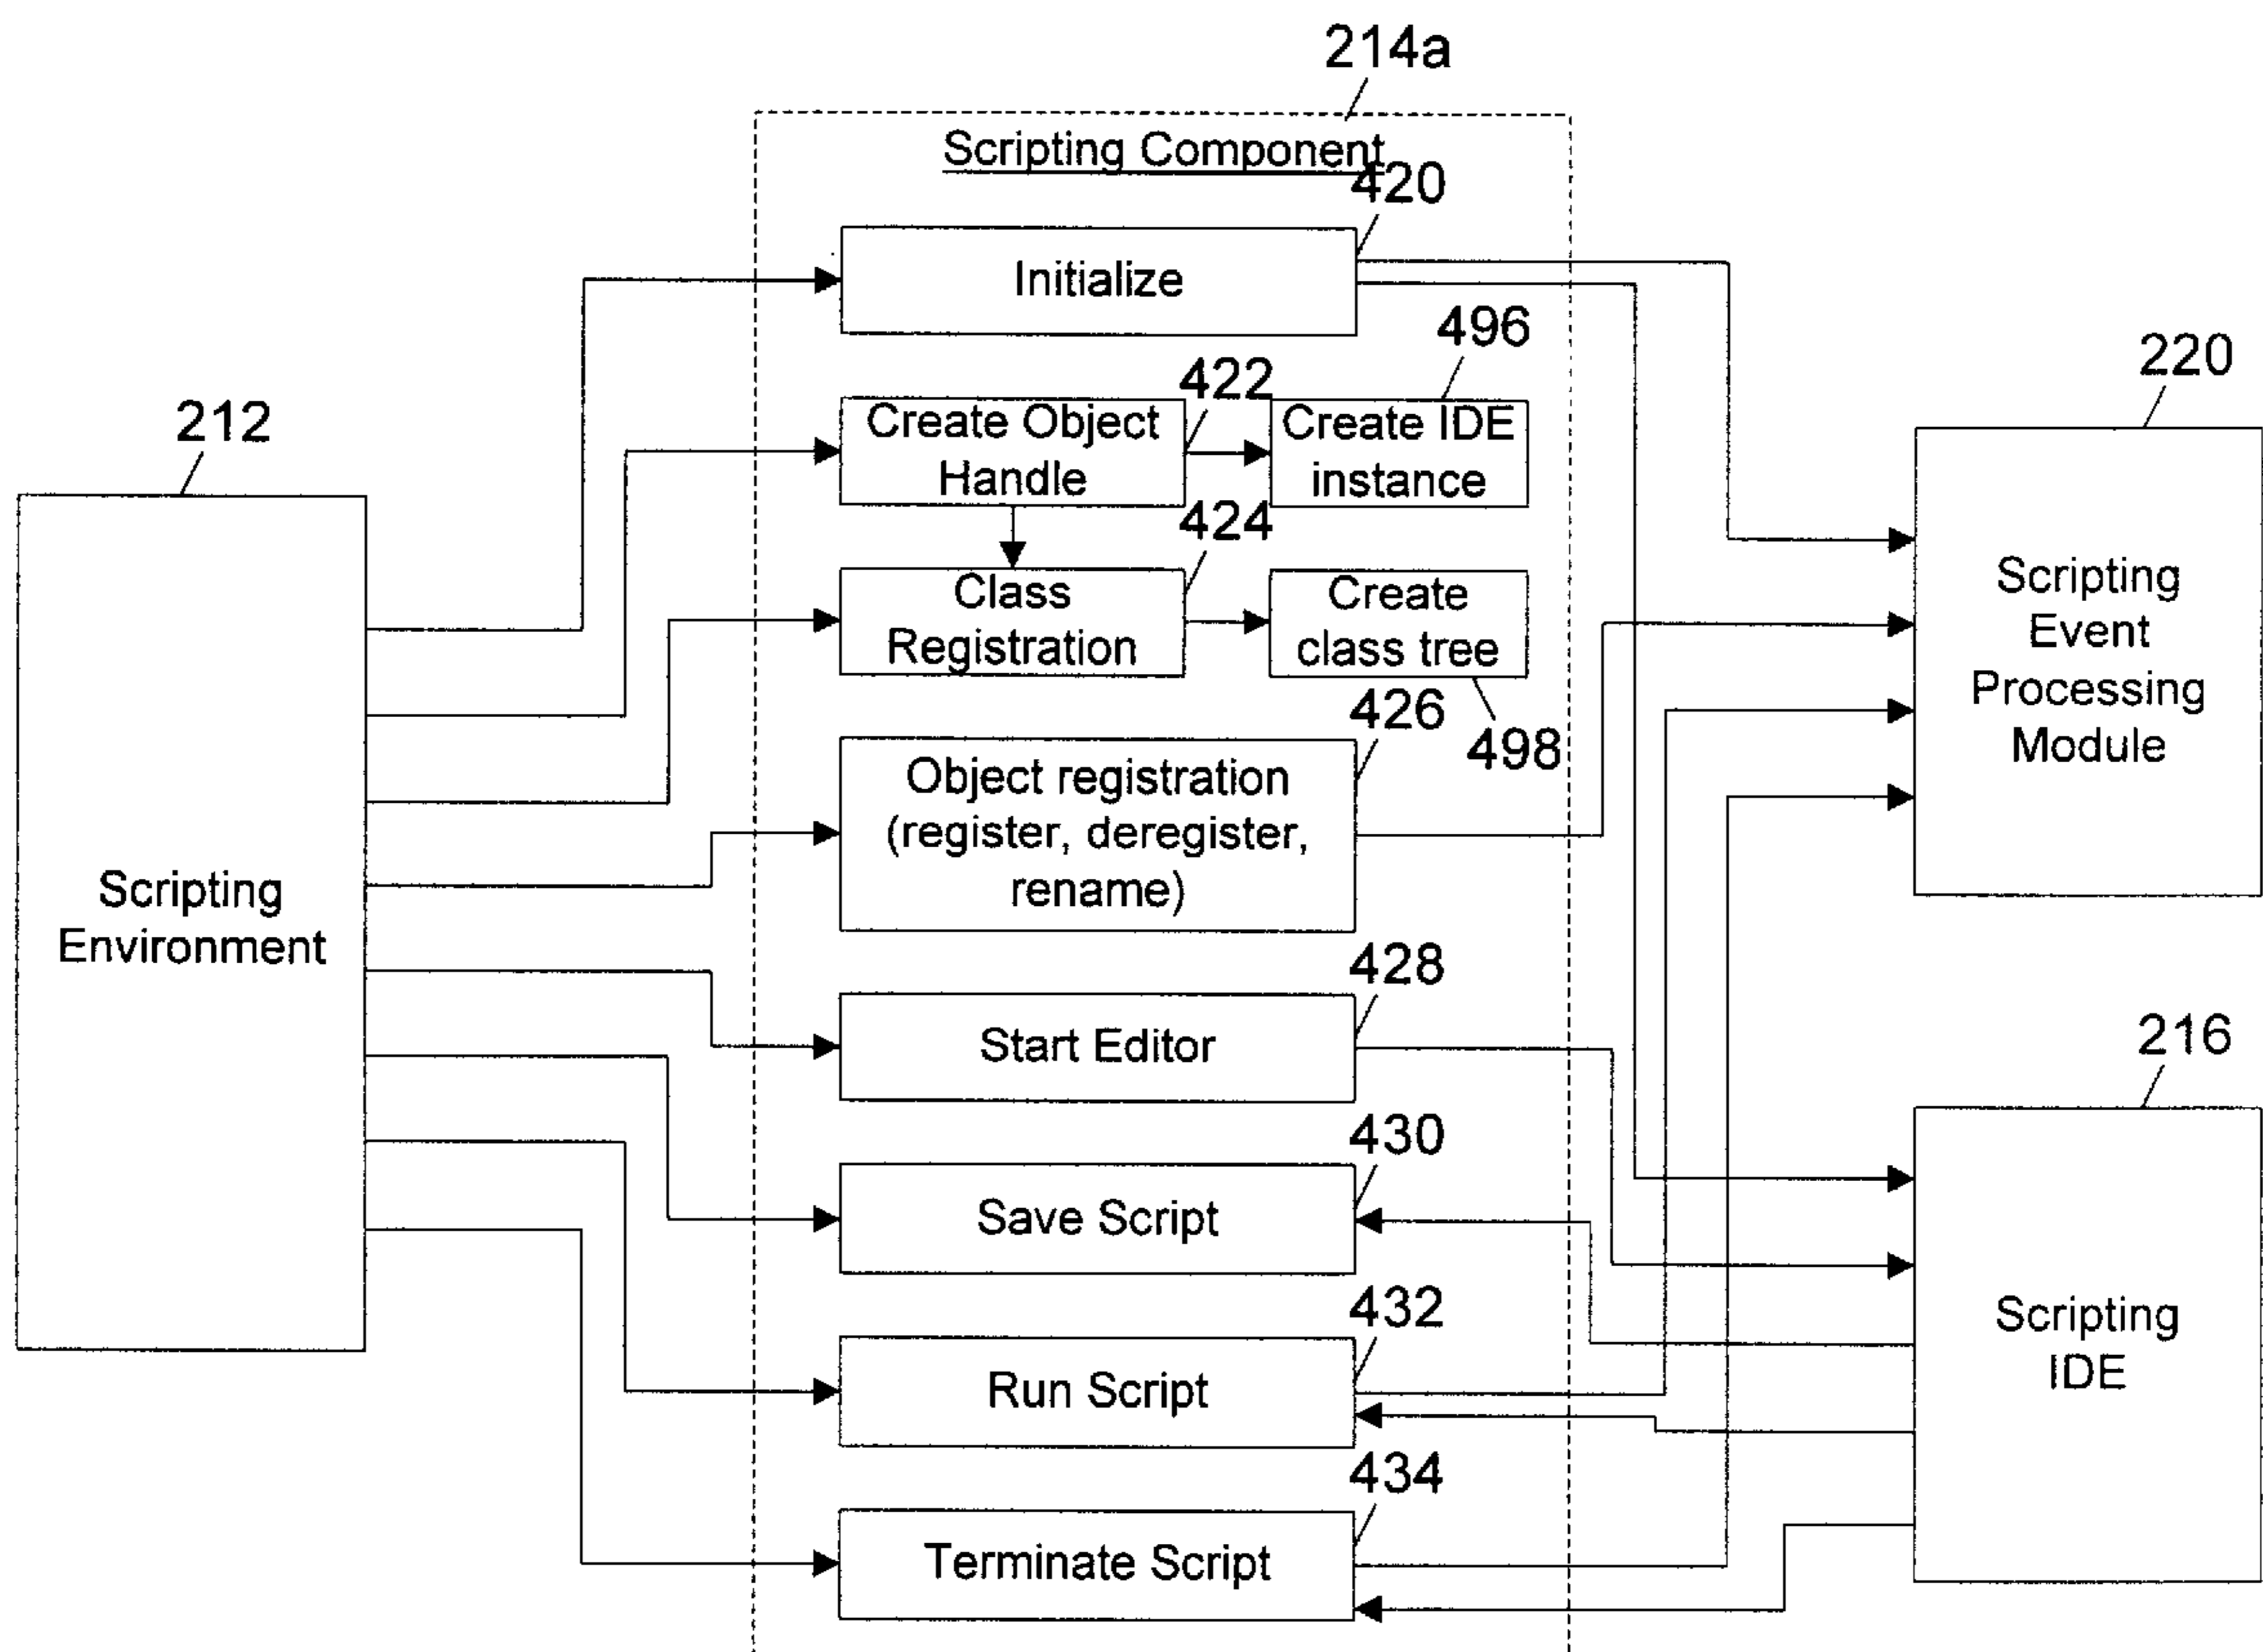 214a
Scripting Component
420
Initialize
496
422
220
Create Object
Handle
Create IDE
instance
212
424
Class
Registration
Create
class tree
Scripting
Event
Processing
Module
426
498
Object registration
(register, deregister,
rename)
Scripting
Environment
428
Start Editor
216
430
Save Script
432
Scripting
IDE
Run Script
434
Terminate Script